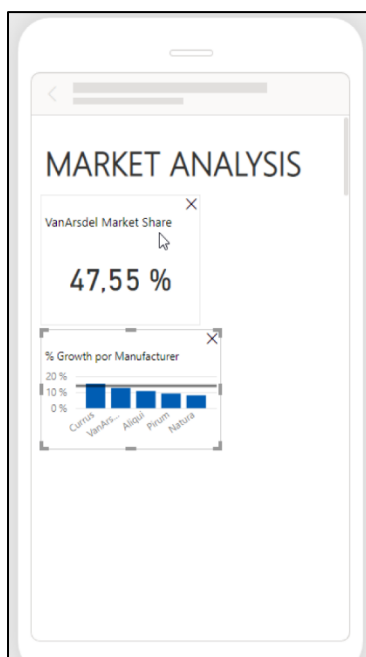 MARKET ANALYSIS
VanArsdel Market Share
47,55 %
% Growth por Manufacturer
20 %
10 %
0 %
Currus
VanArs...
Aliqui
Pirum
Natura